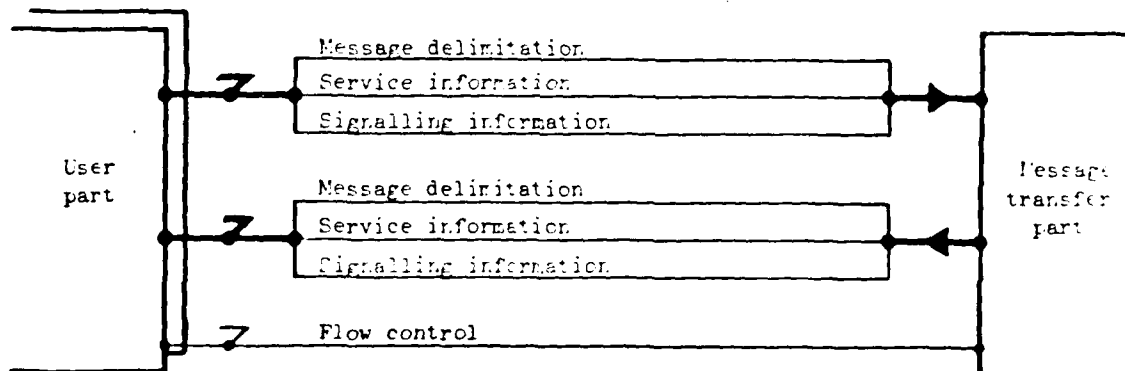 Message delimitation
Service information
Signalling information
User
part
Message delimitation
Service information
Signalling information
Message
transfer
part
Flow control